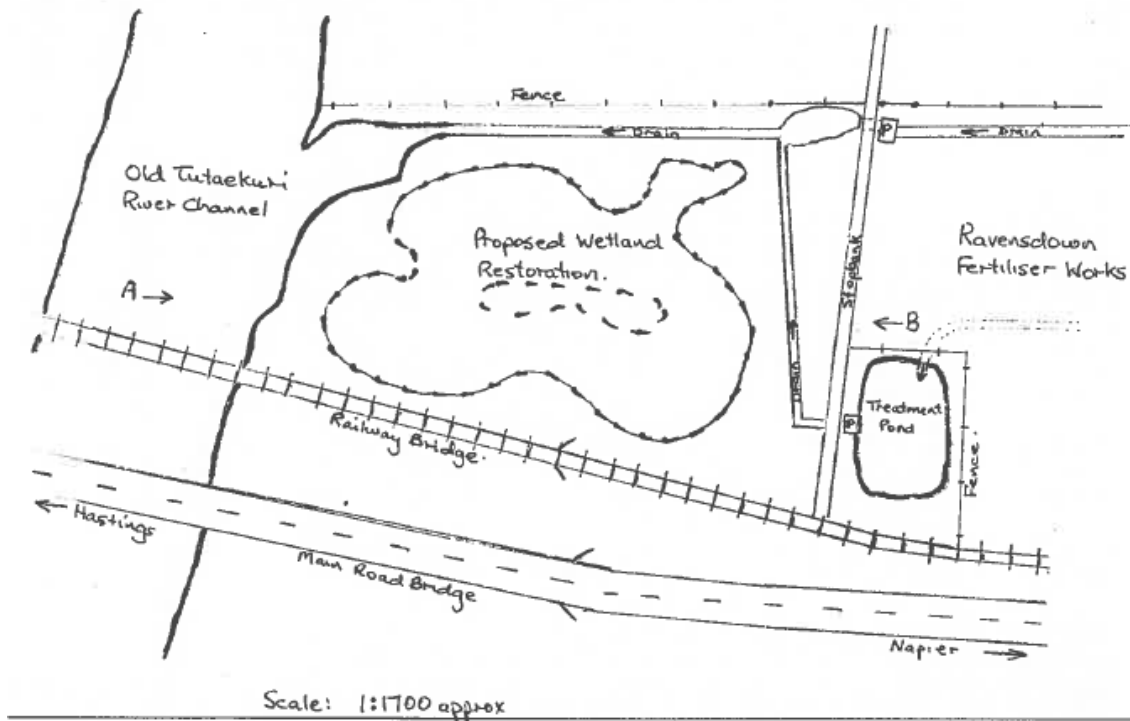 Fence
Drain
P
Drain
Old Tutaekuri
River Channel
Proposed Wetland
Restoration.
Stopbank
Ravensdown
Fertiliser Works
A →
← B
Drain
P
Treatment
Pond
Fence.
Railway Bridge.
← Hastings
Main Road Bridge
Napier →
Scale: 1:1700 approx